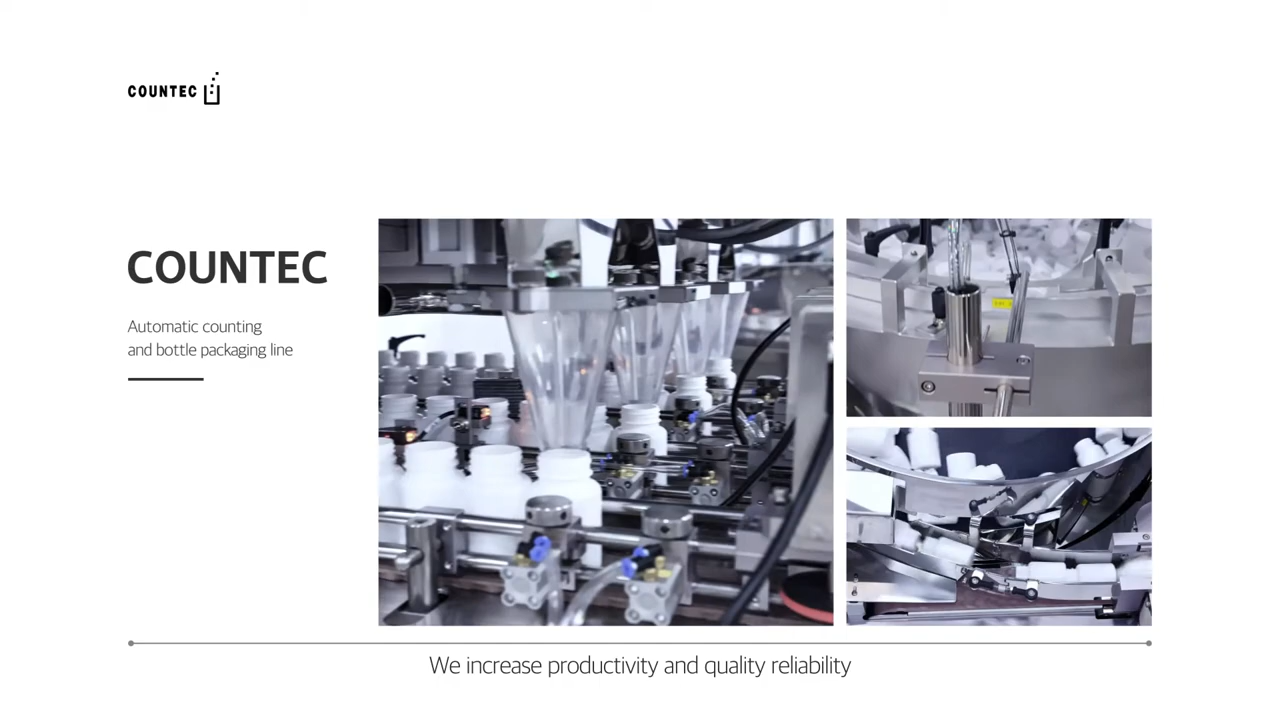 COUNTEC
COUNTEC
Automatic counting
and bottle packaging line
We increase productivity and quality reliability